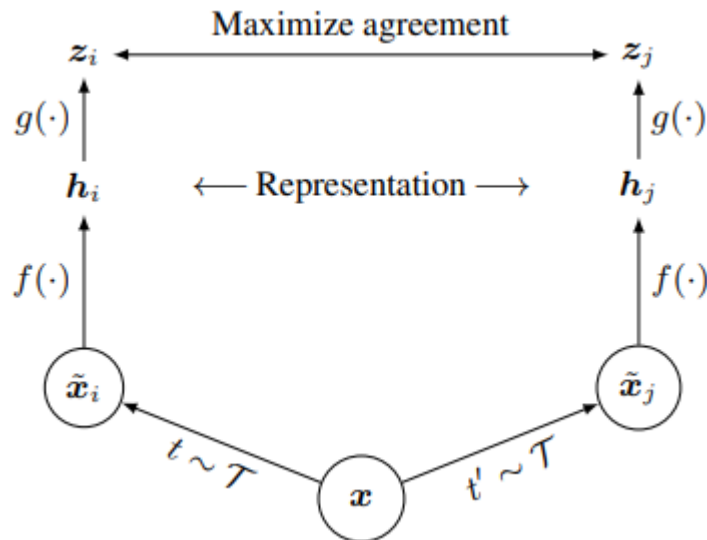 Maximize agreement
z_i ⟷ z_j
g(·) g(·)
h_i ⟵ Representation ⟶ h_j
f(·) f(·)
x̃_i x̃_j
t ∼ 𝒯 t′ ∼ 𝒯
x